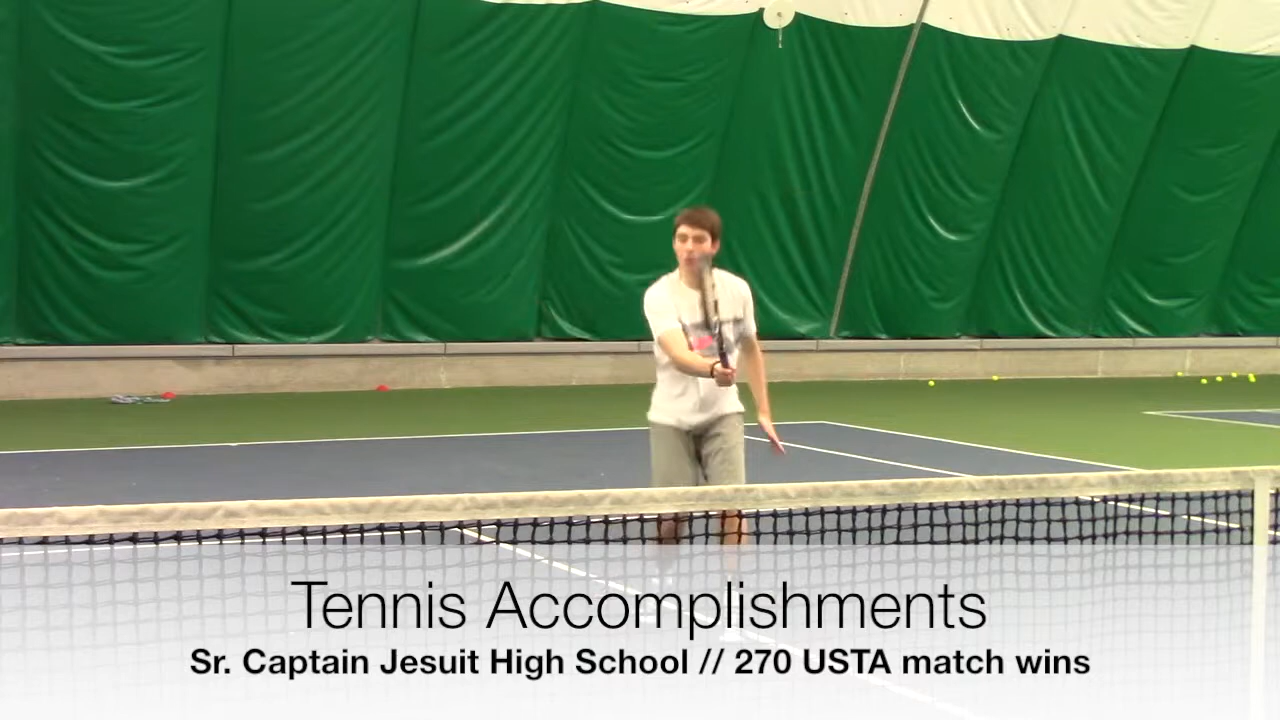 Tennis Accomplishments
Sr. Captain Jesuit High School // 270 USTA match wins